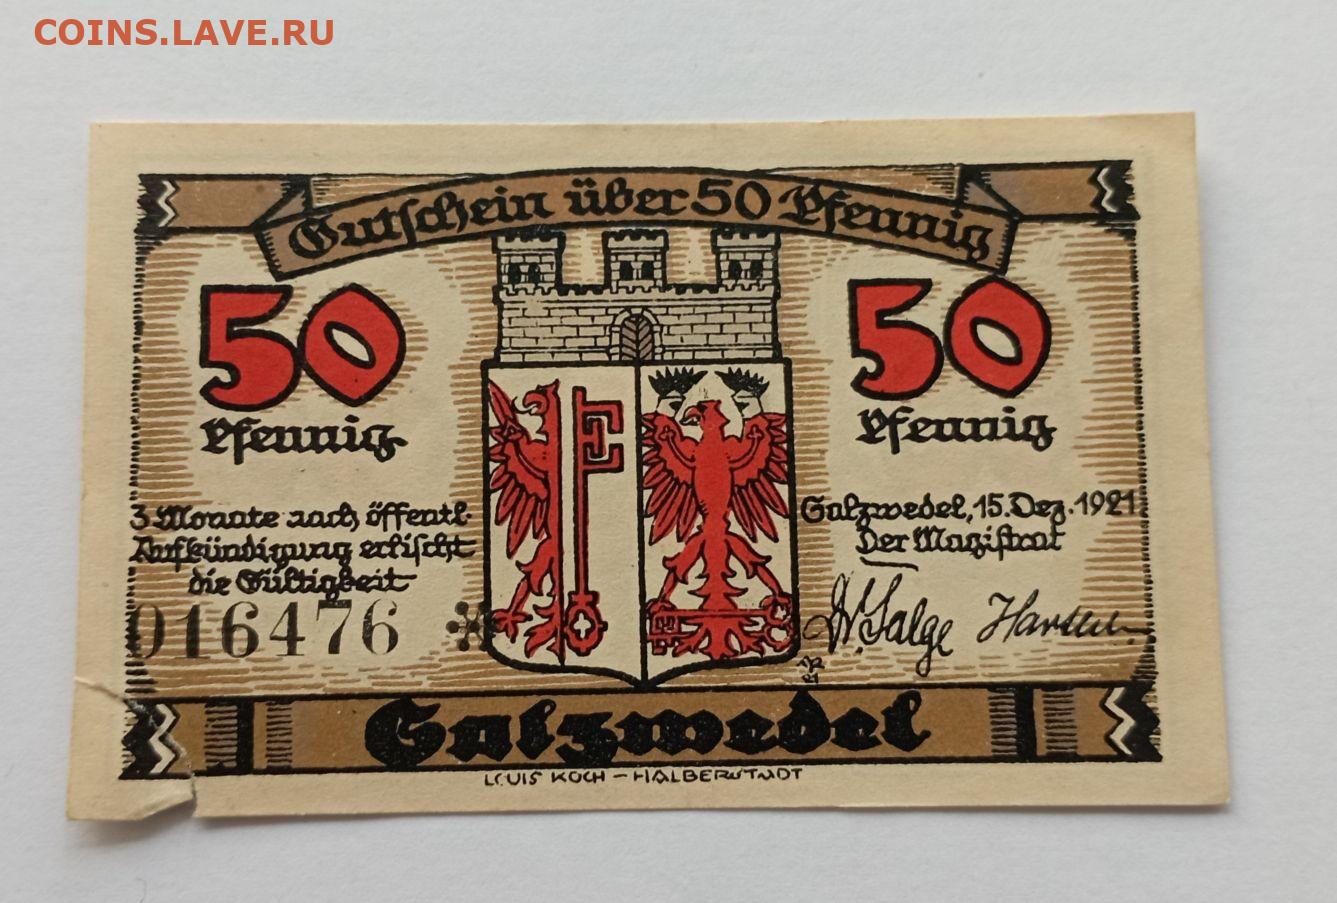 COINS.LAVE.RU
Gutschein über 50 Pfennig
50
Pfennig
50
Pfennig
3 Monate nach öffentl.
Aufkündigung erlischt
die Gültigkeit
016476 *
Salzwedel, 15. Dez. 1921.
Der Magistrat
W. Salge
Salzwedel
LOUIS KOCH – HALBERSTADT